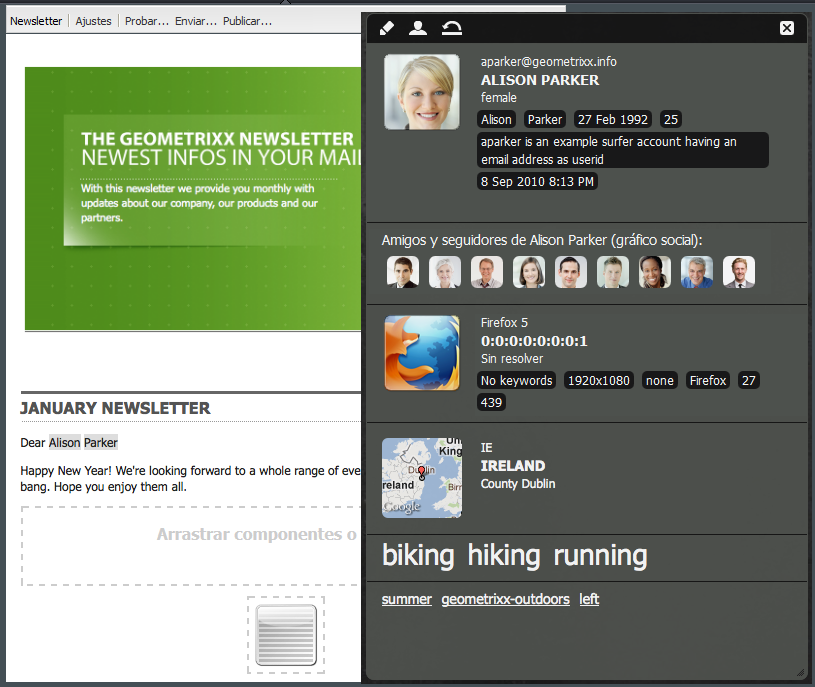 Newsletter Ajustes Probar... Enviar... Publicar...
THE GEOMETRIXX NEWSLETTER
NEWEST INFOS IN YOUR MAIL
With this newsletter we provide you monthly with
updates about our company, our products and our
partners.
JANUARY NEWSLETTER
Dear Alison Parker
Happy New Year! We're looking forward to a whole range of eve
bang. Hope you enjoy them all.
Arrastrar componentes o
aparker@geometrixx.info
ALISON PARKER
female
Alison Parker 27 Feb 1992 25
aparker is an example surfer account having an
email address as userid
8 Sep 2010 8:13 PM
Amigos y seguidores de Alison Parker (gráfico social):
Firefox 5
0:0:0:0:0:0:0:1
Sin resolver
No keywords 1920x1080 none Firefox 27
439
Un
King
Dublin
reland
Birm
Google
IE
IRELAND
County Dublin
biking hiking running
summer geometrixx-outdoors left